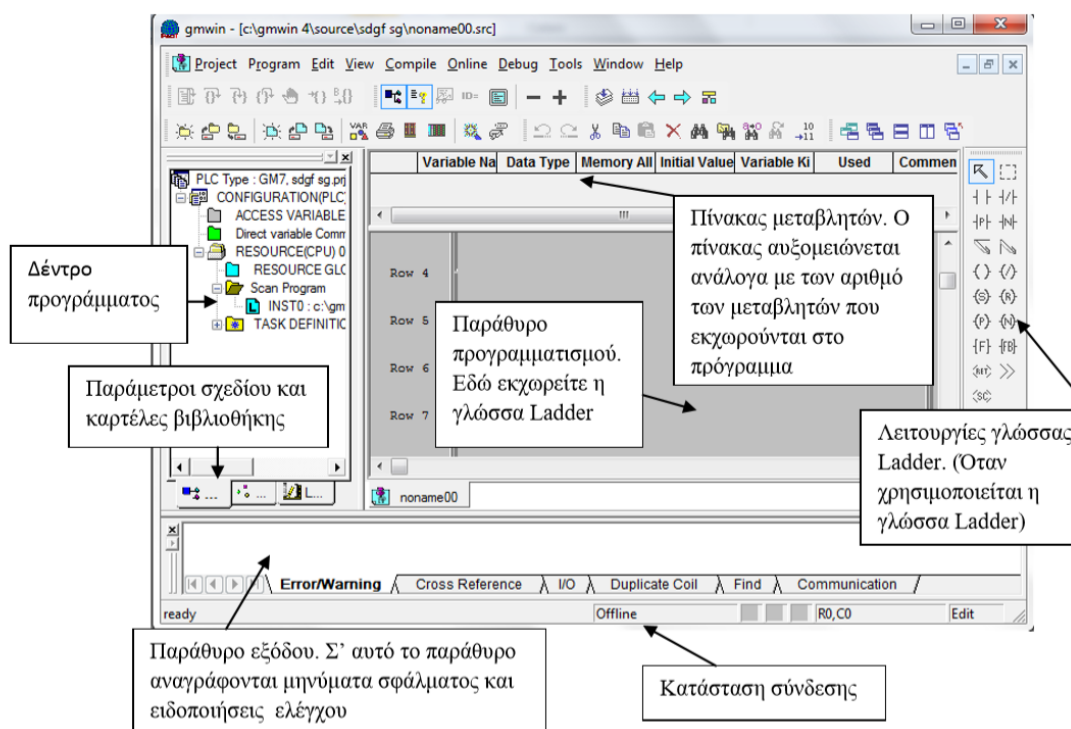 gmwin - [c:\gmwin 4\source\sdgf sg\noname00.src]
Project Program Edit View Compile Online Debug Tools Window Help
Variable Na Data Type Memory All Initial Value Variable Ki Used Commen
PLC Type : GM7, sdgf sg.prj
CONFIGURATION(PLC
ACCESS VARIABLE
Direct variable Comm
RESOURCE(CPU) 0
RESOURCE GLO
Scan Program
INST0 : c:\gm
TASK DEFINITIC
Δέντρο
προγράμματος
Παράμετροι σχεδίου και
καρτέλες βιβλιοθήκης
Row 4
Row 5
Row 6
Row 7
Παράθυρο
προγραμματισμού.
Εδώ εκχωρείτε η
γλώσσα Ladder
Πίνακας μεταβλητών. Ο
πίνακας αυξομειώνεται
ανάλογα με των αριθμό
των μεταβλητών που
εκχωρούνται στο
πρόγραμμα
Λειτουργίες γλώσσας
Ladder. (Όταν
χρησιμοποιείται η
γλώσσα Ladder)
... ... L...
noname00
Error/Warning Cross Reference I/O Duplicate Coil Find Communication
ready Offline R0,C0 Edit
Παράθυρο εξόδου. Σ’ αυτό το παράθυρο
αναγράφονται μηνύματα σφάλματος και
ειδοποιήσεις ελέγχου
Κατάσταση σύνδεσης